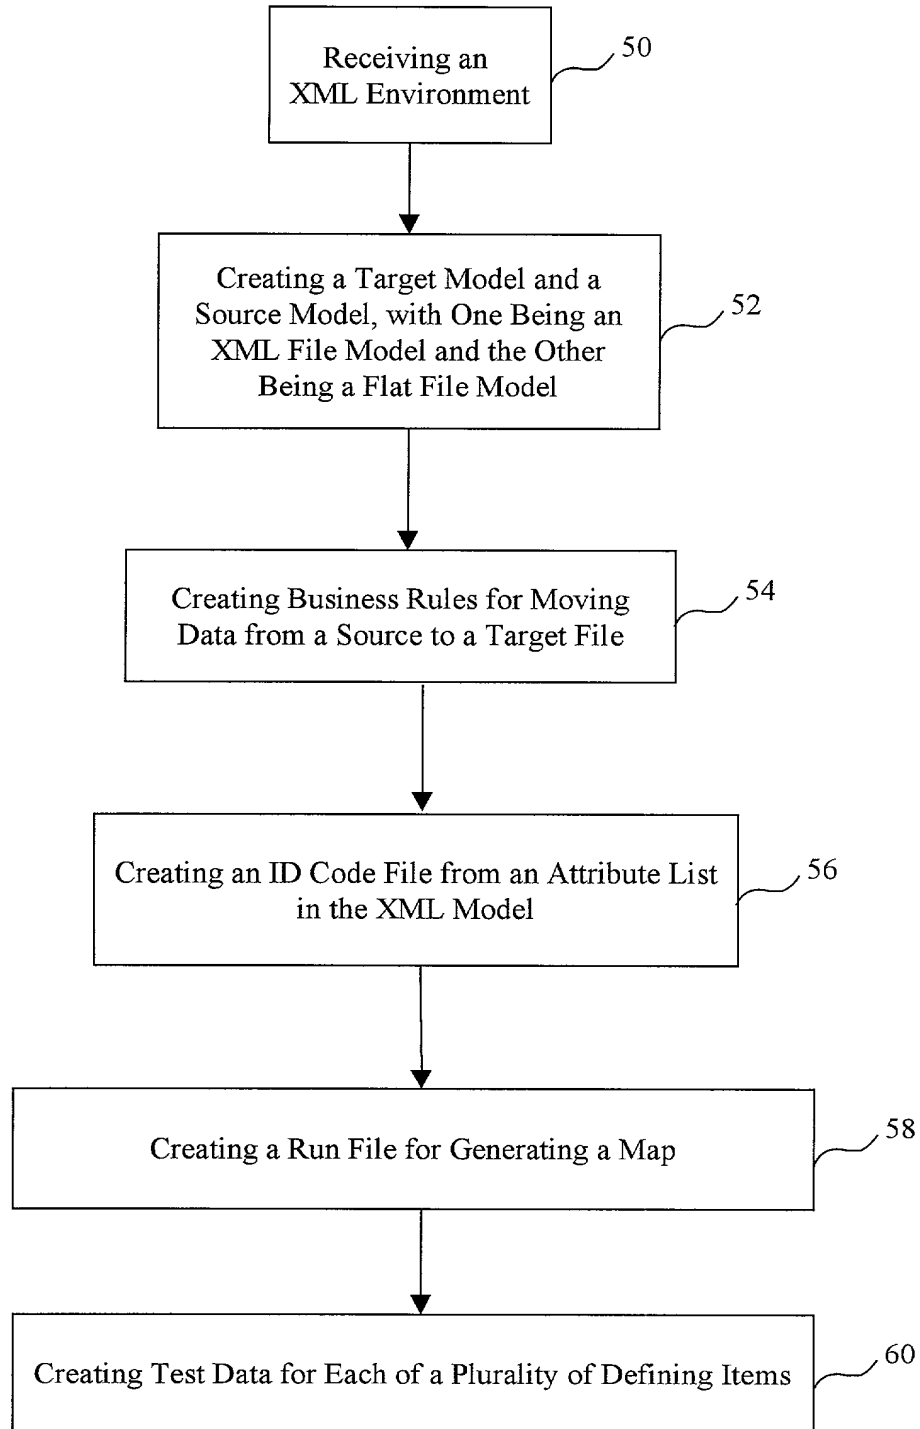 Receiving an
XML Environment
50
Creating a Target Model and a
Source Model, with One Being an
XML File Model and the Other
Being a Flat File Model
52
Creating Business Rules for Moving
Data from a Source to a Target File
54
Creating an ID Code File from an Attribute List
in the XML Model
56
Creating a Run File for Generating a Map
58
Creating Test Data for Each of a Plurality of Defining Items
60